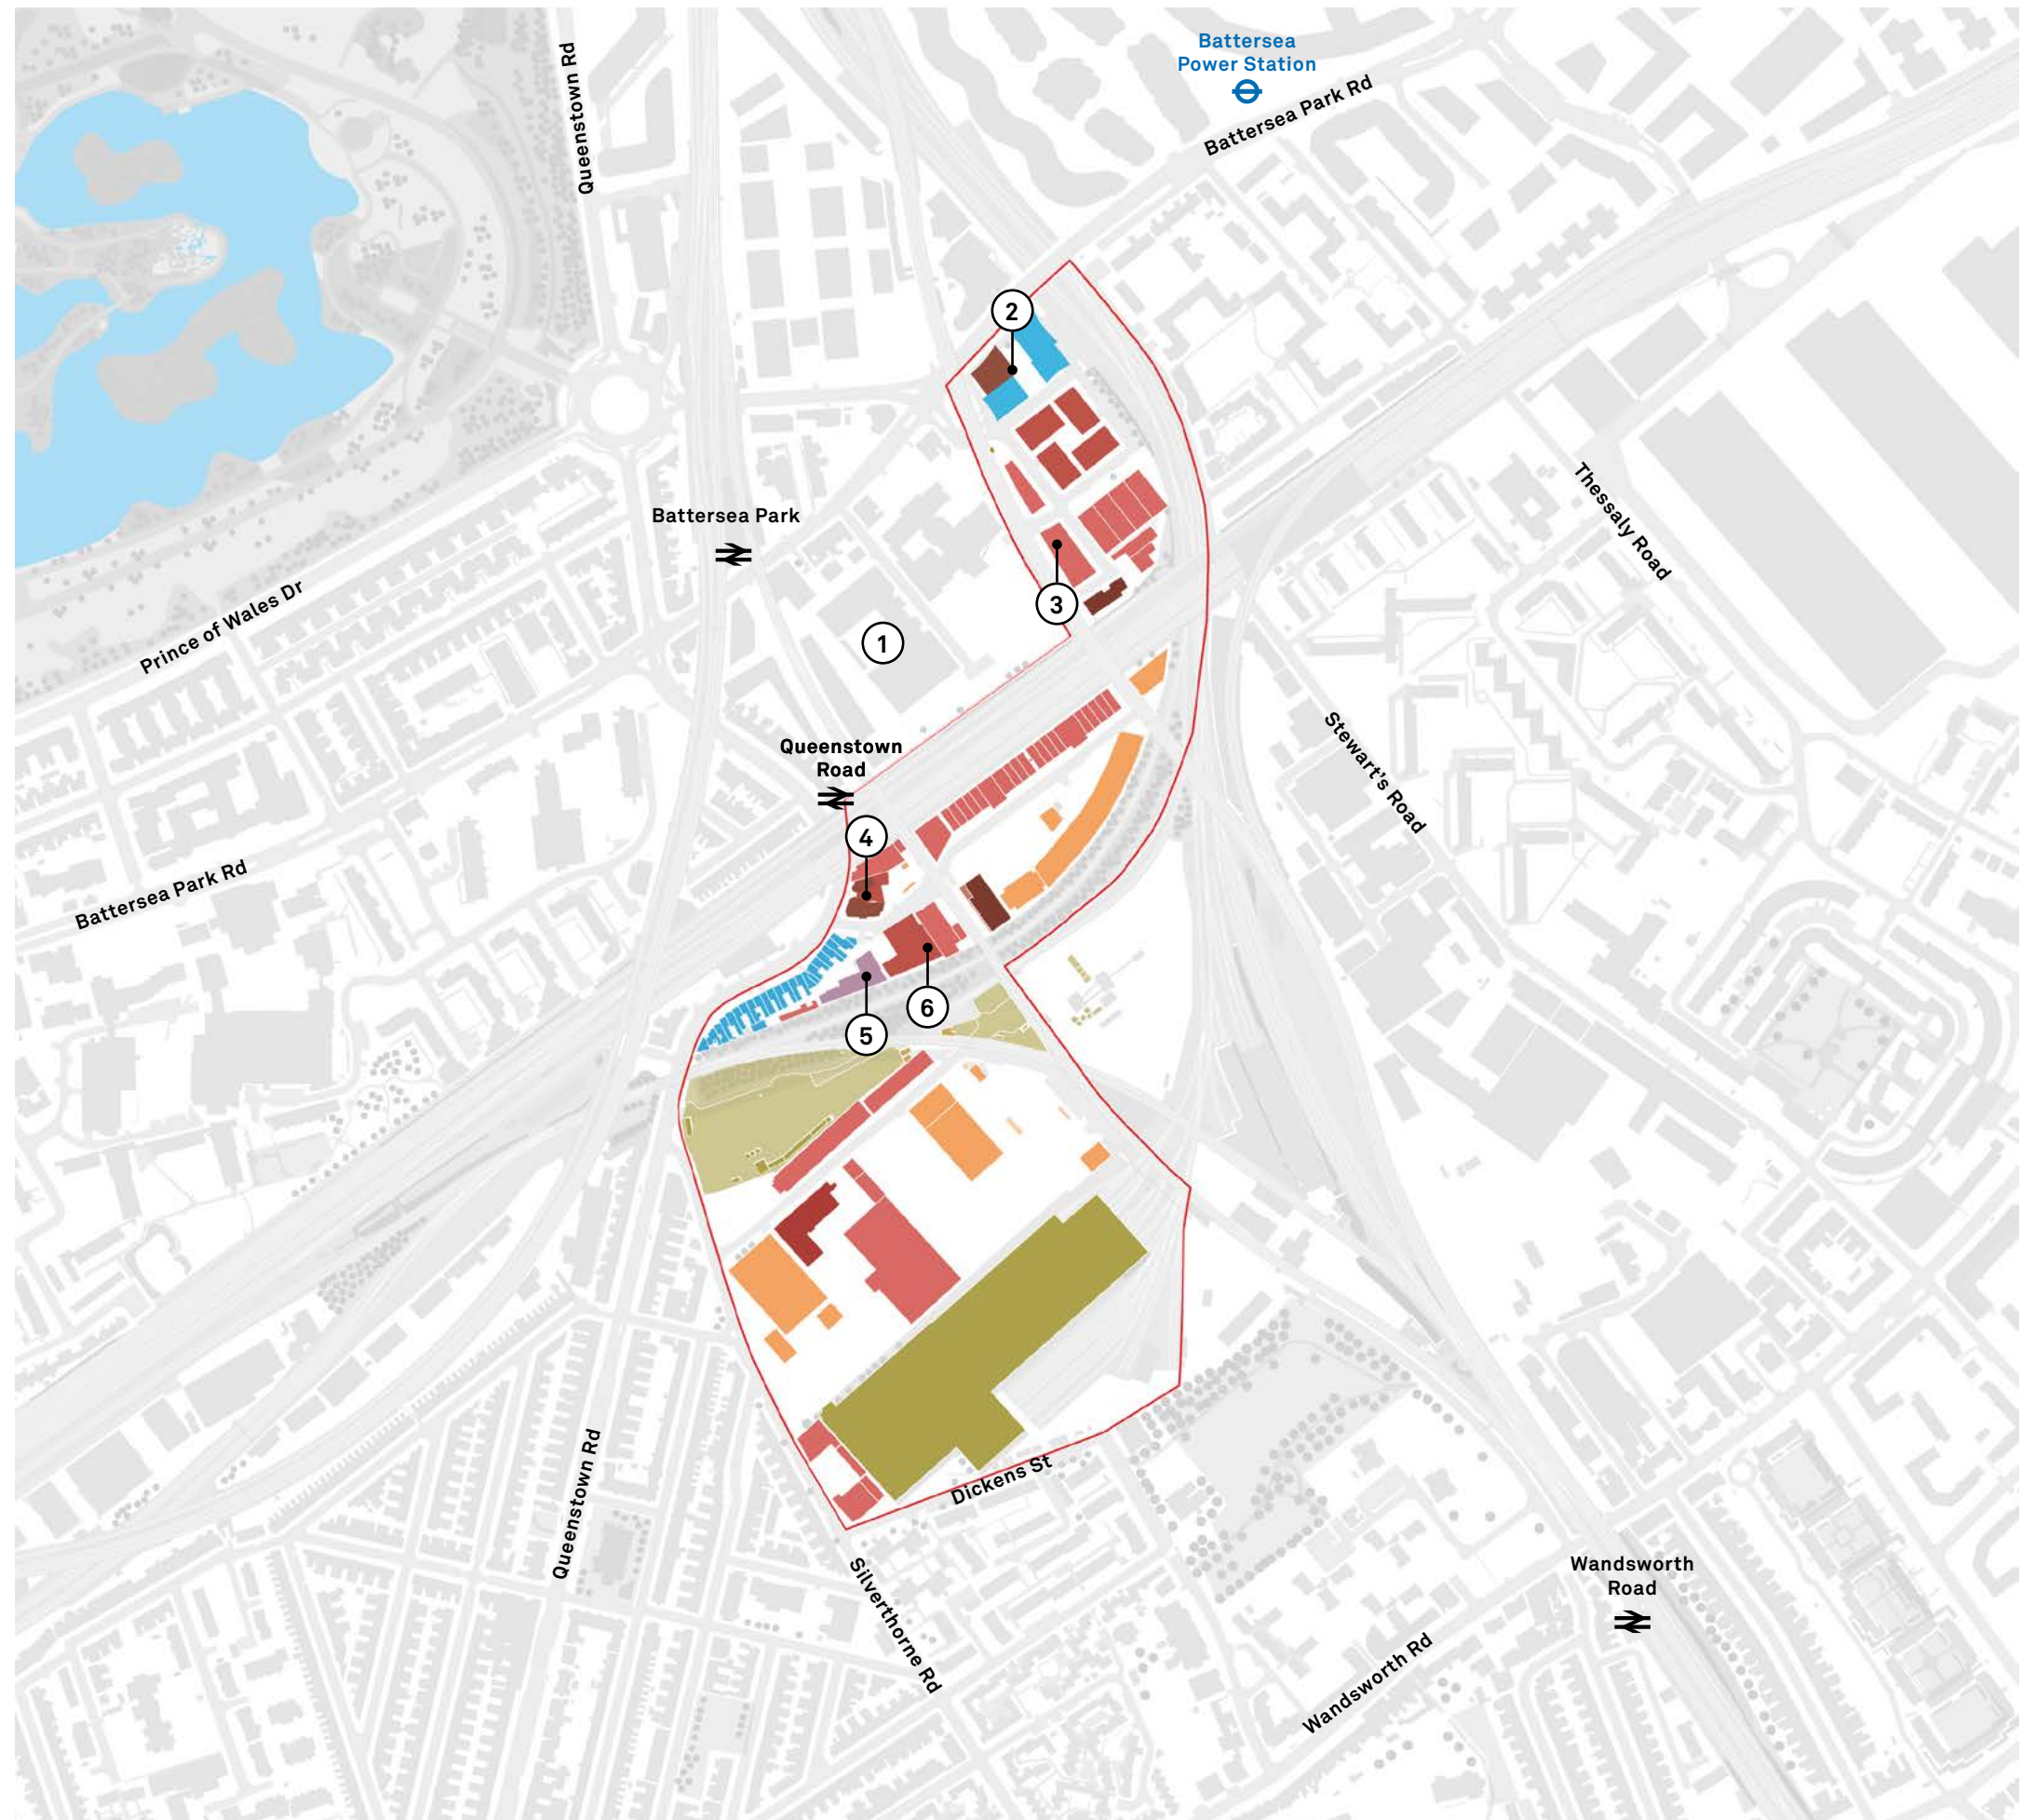 Battersea
Power Station
Battersea Park Rd
Queenstown Rd
2
Battersea Park
Thessaly Road
Prince of Wales Dr
3
1
Queenstown
Road
Stewart's Road
4
Battersea Park Rd
6
5
Dickens St
Queenstown Rd
Silverthorne Rd
Wandsworth
Road
Wandsworth Rd